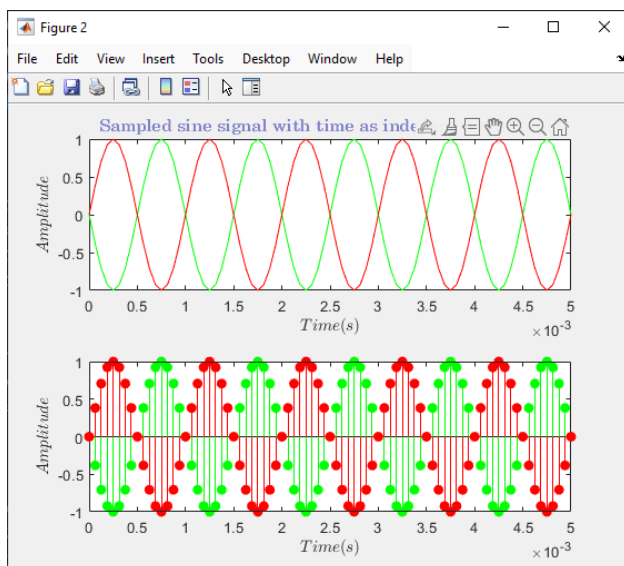 Figure 2
File Edit View Insert Tools Desktop Window Help
Sampled sine signal with time as inde
1
0.5
0
-0.5
-1
Amplitude
0 0.5 1 1.5 2 2.5 3 3.5 4 4.5 5
Time(s)
×10-3
1
0.5
0
-0.5
-1
Amplitude
0 0.5 1 1.5 2 2.5 3 3.5 4 4.5 5
Time(s)
×10-3